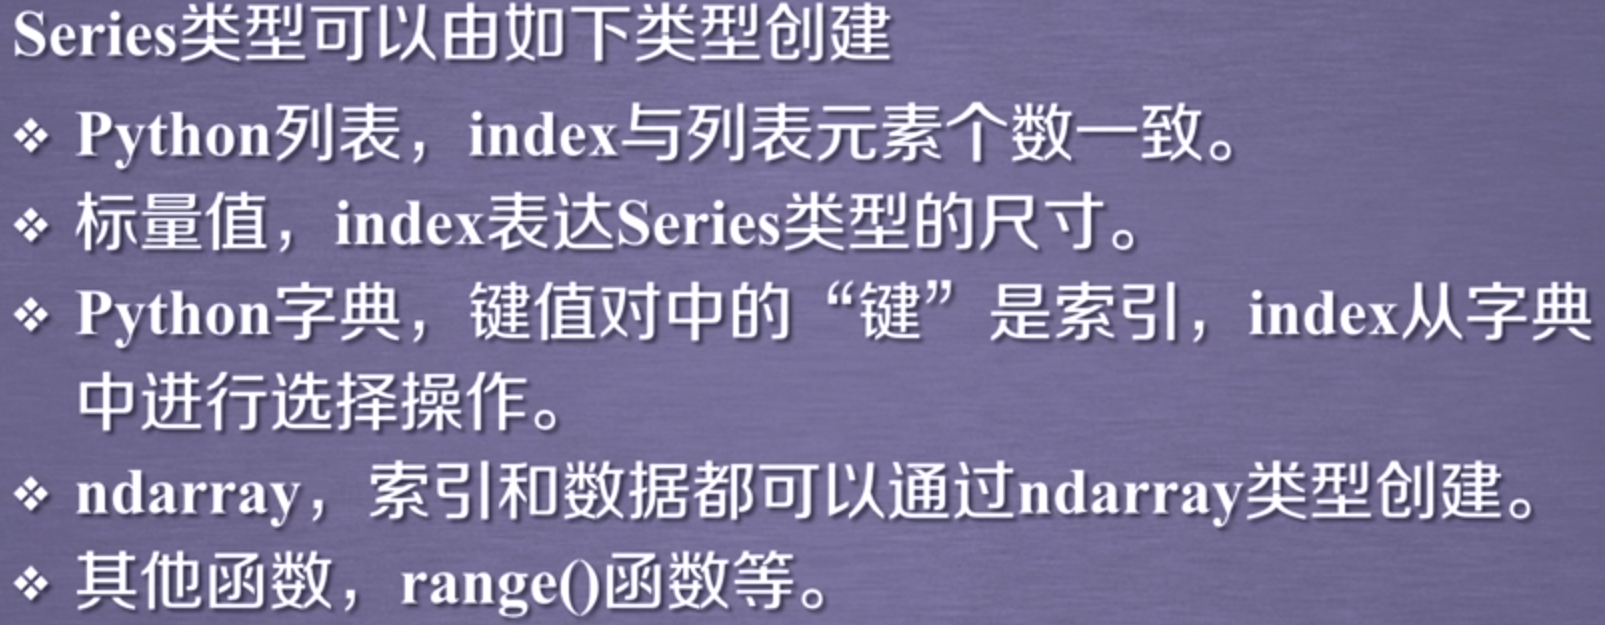 Series类型可以由如下类型创建
❖ Python列表，index与列表元素个数一致。
❖ 标量值，index表达Series类型的尺寸。
❖ Python字典，键值对中的“键”是索引，index从字典
中进行选择操作。
❖ ndarray，索引和数据都可以通过ndarray类型创建。
❖ 其他函数，range()函数等。